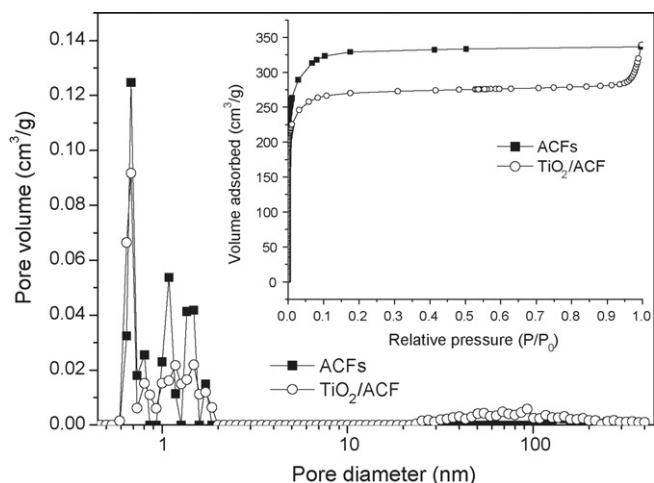 0.14
0.12
0.10
0.08
0.06
0.04
0.02
0.00
Pore volume (cm³/g)
1
10
100
Pore diameter (nm)
ACFs
TiO₂/ACF
350
300
250
200
150
100
50
0
Volume adsorbed (cm³/g)
ACFs
TiO₂/ACF
0.0 0.1 0.2 0.3 0.4 0.5 0.6 0.7 0.8 0.9 1.0
Relative pressure (P/P₀)